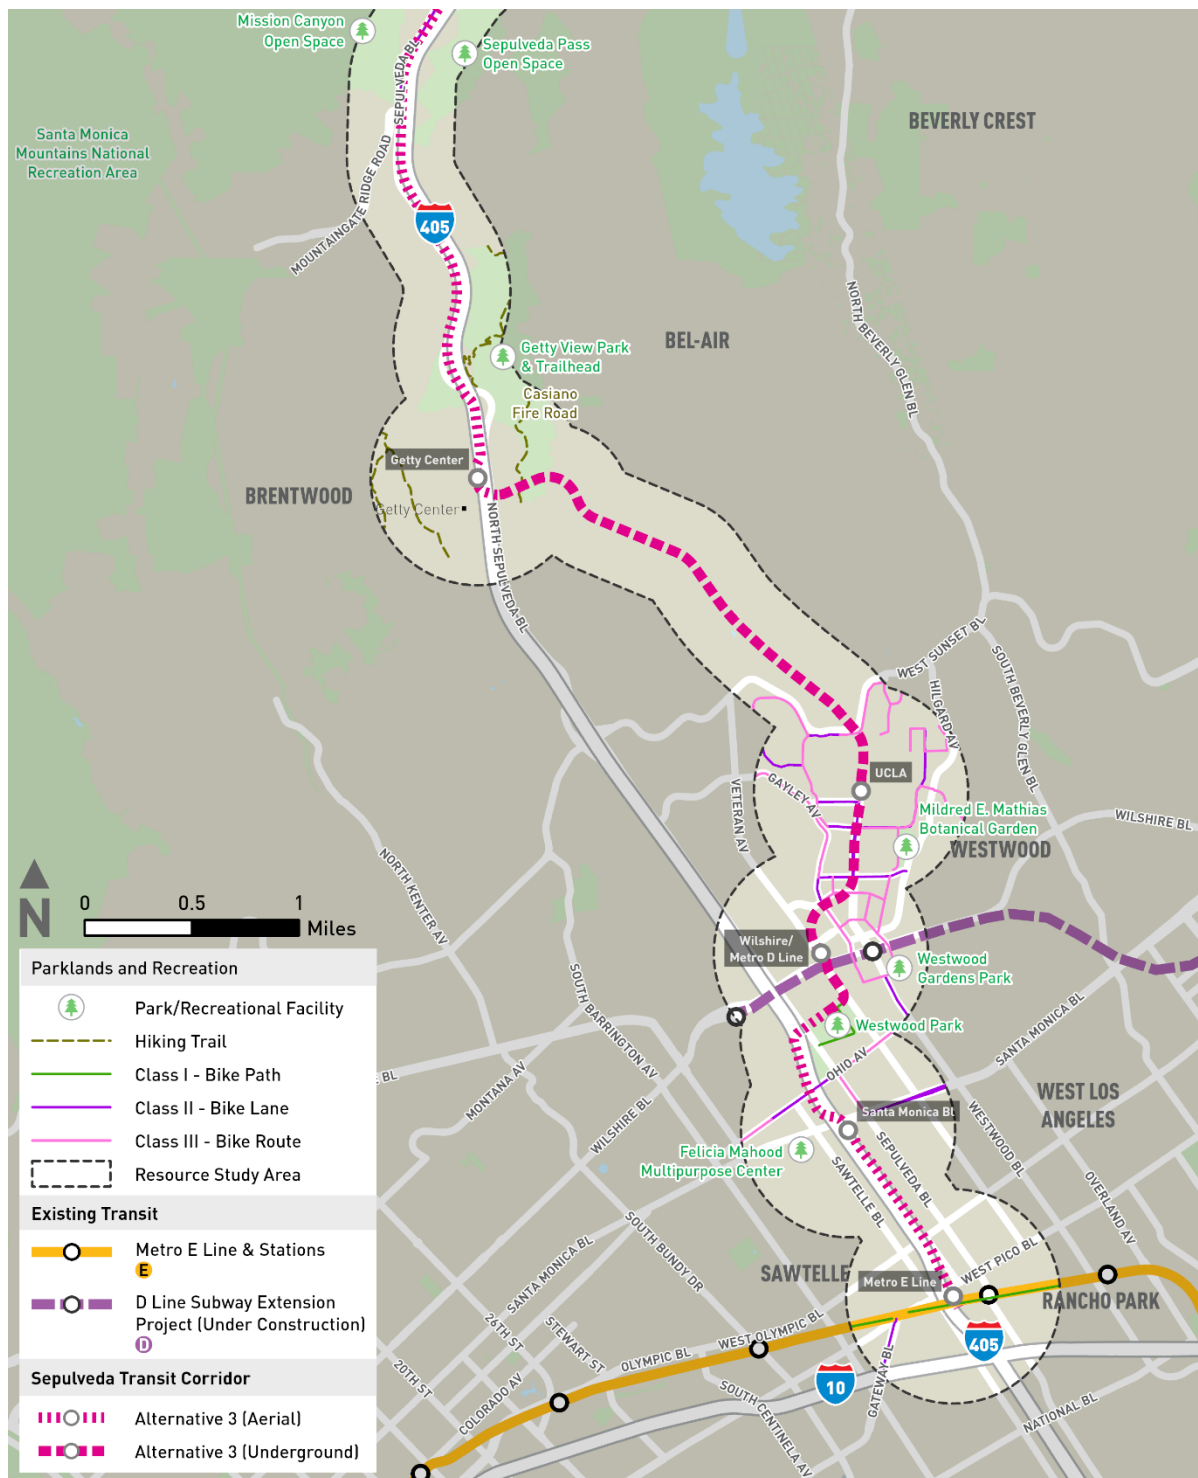 Mission Canyon
Open Space
Sepulveda Pass
Open Space
SEPULVEDA BL
BEVERLY CREST
Santa Monica
Mountains National
Recreation Area
MOUNTAINGATE RIDGE ROAD
405
NORTH BEVERLY GLEN BL
BEL-AIR
Getty View Park
& Trailhead
Casiano
Fire Road
Getty Center
BRENTWOOD
Getty Center
NORTH SEPULVEDA BL
WEST SUNSET BL
HILGARD AV
SOUTH BEVERLY GLEN BL
UCLA
GAYLEY AV
VETERAN AV
Mildred E. Mathias
Botanical Garden
WILSHIRE BL
WESTWOOD
NORTH KENTER AV
Wilshire/
Metro D Line
Westwood
Gardens Park
SOUTH BARRINGTON AV
SANTA MONICA BL
Westwood Park
OHIO AV
E BL
MONTANA AV
WILSHIRE BL
WEST LOS
ANGELES
Santa Monica Bl
WESTWOOD BL
SEPULVEDA BL
Felicia Mahood
Multipurpose Center
SAWTELLE BL
OVERLAND AV
SOUTH BUNDY DR
SANTA MONICA BL
WEST PICO BL
SAWTELLE
Metro E Line
RANCHO PARK
26TH ST
STEWART ST
WEST OLYMPIC BL
OLYMPIC BL
405
20TH ST
COLORADO AV
10
GATEWAY BL
SOUTH CENTINELA AV
NATIONAL BL
N
0 0.5 1
Miles
Parklands and Recreation
Park/Recreational Facility
Hiking Trail
Class I - Bike Path
Class II - Bike Lane
Class III - Bike Route
Resource Study Area
Existing Transit
Metro E Line & Stations
E
D Line Subway Extension
Project (Under Construction)
D
Sepulveda Transit Corridor
Alternative 3 (Aerial)
Alternative 3 (Underground)